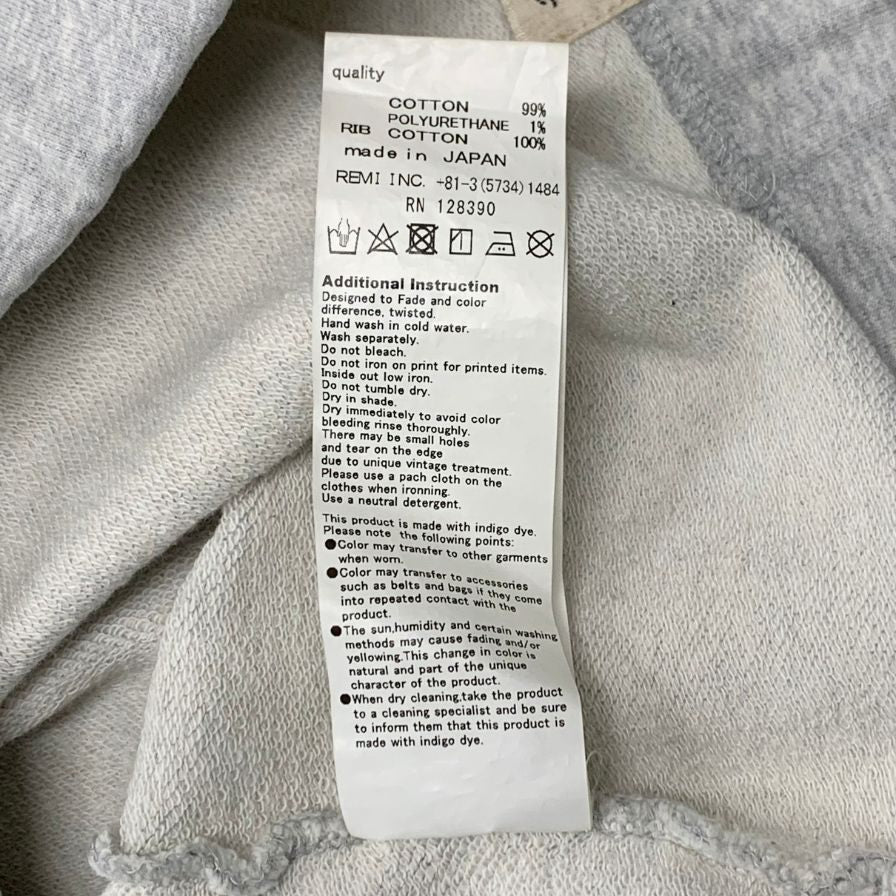 quality
COTTON 99%
POLYURETHANE 1%
RIB COTTON 100%
made in JAPAN
REMI INC. +81-3(5734)1484
RN 128390
Additional Instruction
Designed to Fade and color
difference, twisted.
Hand wash in cold water.
Wash separately.
Do not bleach.
Do not iron on print for printed items.
Inside out low iron.
Do not tumble dry.
Dry in shade.
Dry immediately to avoid color
bleeding rinse thoroughly.
There may be small holes
and tear on the edge
due to unique vintage treatment.
Please use a pach cloth on the
clothes when ironning.
Use a neutral detergent.
This product is made with indigo dye.
Please note the following points:
●Color may transfer to other garments
when worn.
●Color may transfer to accessories
such as belts and bags if they come
into repeated contact with the
product.
●The sun,humidity and certain washing
methods may cause fading and/or
yellowing.This change in color is
natural and part of the unique
character of the product.
●When dry cleaning,take the product
to a cleaning specialist and be sure
to inform them that this product is
made with indigo dye.